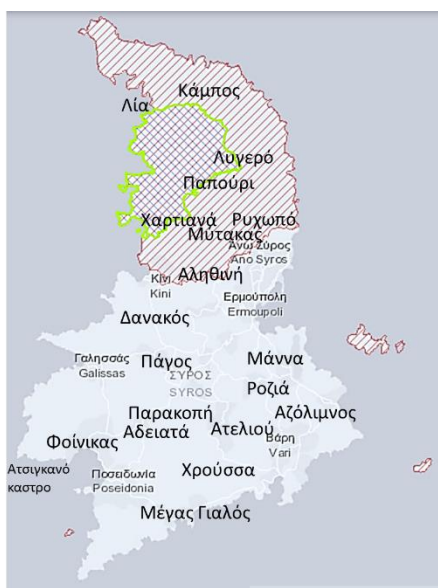 Κάμπος
Λία
Λυγερό
Παπούρι
Χαρτιανά
Ρυχωπό
Μύτακας
Άνω Σύρος
Ano Syros
Αληθινή
Κίνι
Kini
Ερμούπολη
Ermoupoli
Δανακός
Γαλησσάς
Galissas
Πάγος
Μάννα
ΣΥΡΟΣ
SYROS
Ροζιά
Παρακοπή
Αζόλιμνος
Αδειατά
Ατελιού
Φοίνικας
Βάρη
Vari
Ατσιγκανό
καστρο
Ποσειδωνία
Poseidonia
Χρούσσα
Μέγας Γιαλός